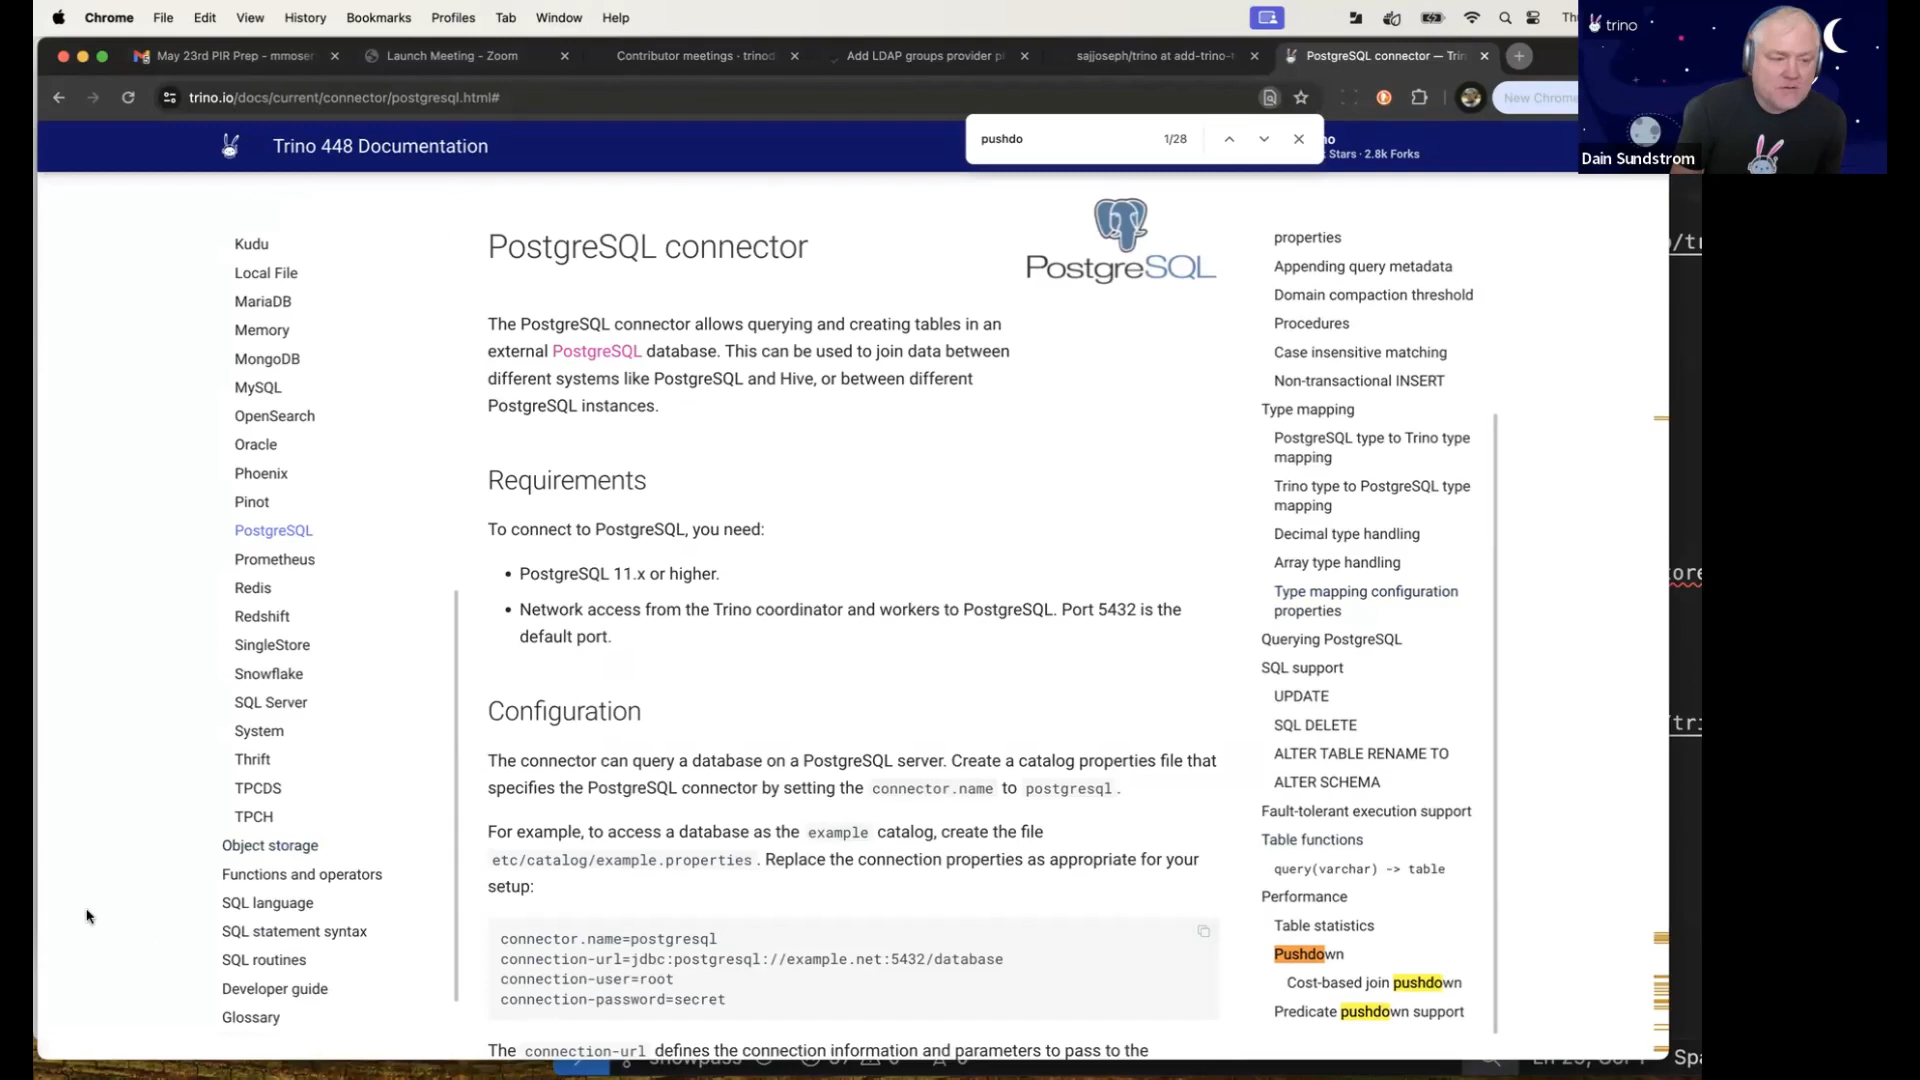 Chrome File Edit View History Bookmarks Profiles Tab Window Help
May 23rd PIR Prep - mmoser
Launch Meeting - Zoom
Contributor meetings · trinod
Add LDAP groups provider pl
sajjoseph/trino at add-trino-
PostgreSQL connector — Trin
trino.io/docs/current/connector/postgresql.html#
New Chrome
trino
Dain Sundstrom
Trino 448 Documentation
pushdo
1/28
no
Stars · 2.8k Forks
Kudu
Local File
MariaDB
Memory
MongoDB
MySQL
OpenSearch
Oracle
Phoenix
Pinot
PostgreSQL
Prometheus
Redis
Redshift
SingleStore
Snowflake
SQL Server
System
Thrift
TPCDS
TPCH
Object storage
Functions and operators
SQL language
SQL statement syntax
SQL routines
Developer guide
Glossary
PostgreSQL connector
PostgreSQL
The PostgreSQL connector allows querying and creating tables in an
external PostgreSQL database. This can be used to join data between
different systems like PostgreSQL and Hive, or between different
PostgreSQL instances.
Requirements
To connect to PostgreSQL, you need:
• PostgreSQL 11.x or higher.
• Network access from the Trino coordinator and workers to PostgreSQL. Port 5432 is the
default port.
Configuration
The connector can query a database on a PostgreSQL server. Create a catalog properties file that
specifies the PostgreSQL connector by setting the connector.name to postgresql.
For example, to access a database as the example catalog, create the file
etc/catalog/example.properties. Replace the connection properties as appropriate for your
setup:
connector.name=postgresql
connection-url=jdbc:postgresql://example.net:5432/database
connection-user=root
connection-password=secret
The connection-url defines the connection information and parameters to pass to the
properties
Appending query metadata
Domain compaction threshold
Procedures
Case insensitive matching
Non-transactional INSERT
Type mapping
PostgreSQL type to Trino type
mapping
Trino type to PostgreSQL type
mapping
Decimal type handling
Array type handling
Type mapping configuration
properties
Querying PostgreSQL
SQL support
UPDATE
SQL DELETE
ALTER TABLE RENAME TO
ALTER SCHEMA
Fault-tolerant execution support
Table functions
query(varchar) -> table
Performance
Table statistics
Pushdown
Cost-based join pushdown
Predicate pushdown support